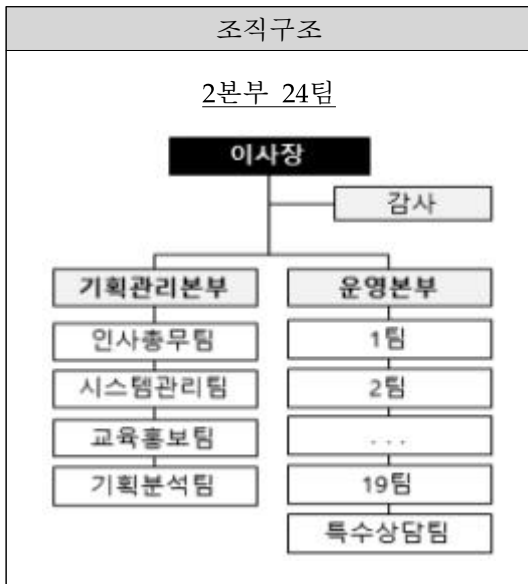 조직구조
2본부 24팀
이사장
감사
기획관리본부
운영본부
인사총무팀
1팀
시스템관리팀
2팀
교육홍보팀
...
기획분석팀
19팀
특수상담팀